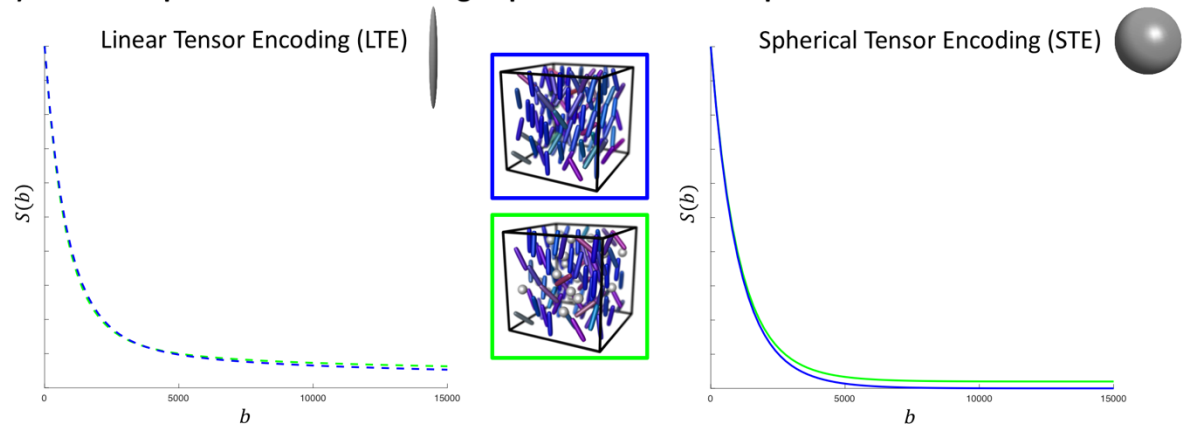 Linear Tensor Encoding (LTE)
S(b)
0
5000
10000
15000
b
Spherical Tensor Encoding (STE)
S(b)
0
5000
10000
15000
b